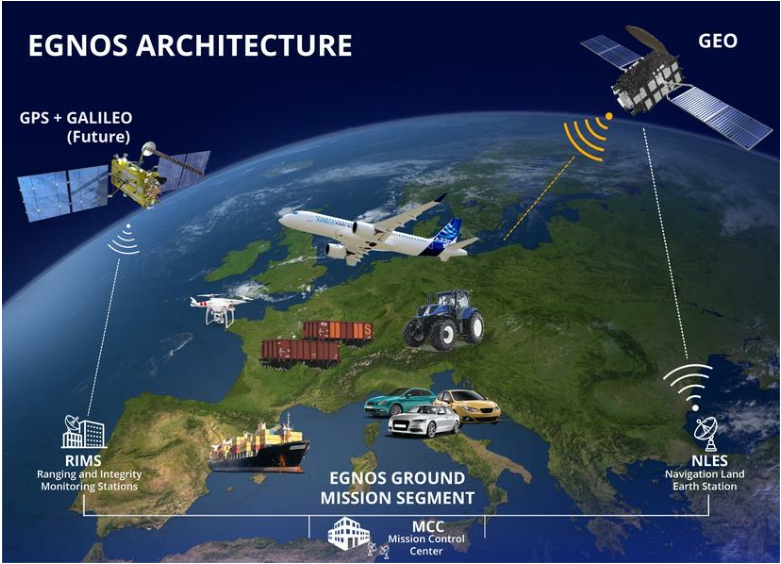 EGNOS ARCHITECTURE
GEO
GPS + GALILEO
(Future)
RIMS
Ranging and Integrity
Monitoring Stations
EGNOS GROUND
MISSION SEGMENT
NLES
Navigation Land
Earth Station
MCC
Mission Control
Center